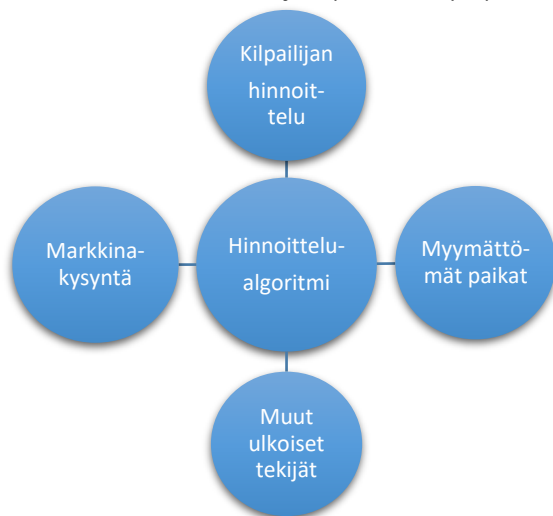 Kilpailijan
hinnoit-
telu
Markkina-
kysyntä
Hinnoittelu-
algoritmi
Myymättö-
mät paikat
Muut
ulkoiset
tekijät